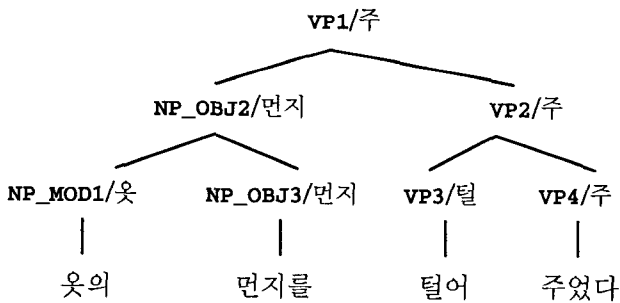 VP1/주
NP_OBJ2/먼지 VP2/주
NP_MOD1/옷 NP_OBJ3/먼지 VP3/털 VP4/주
옷의 먼지를 털어 주었다